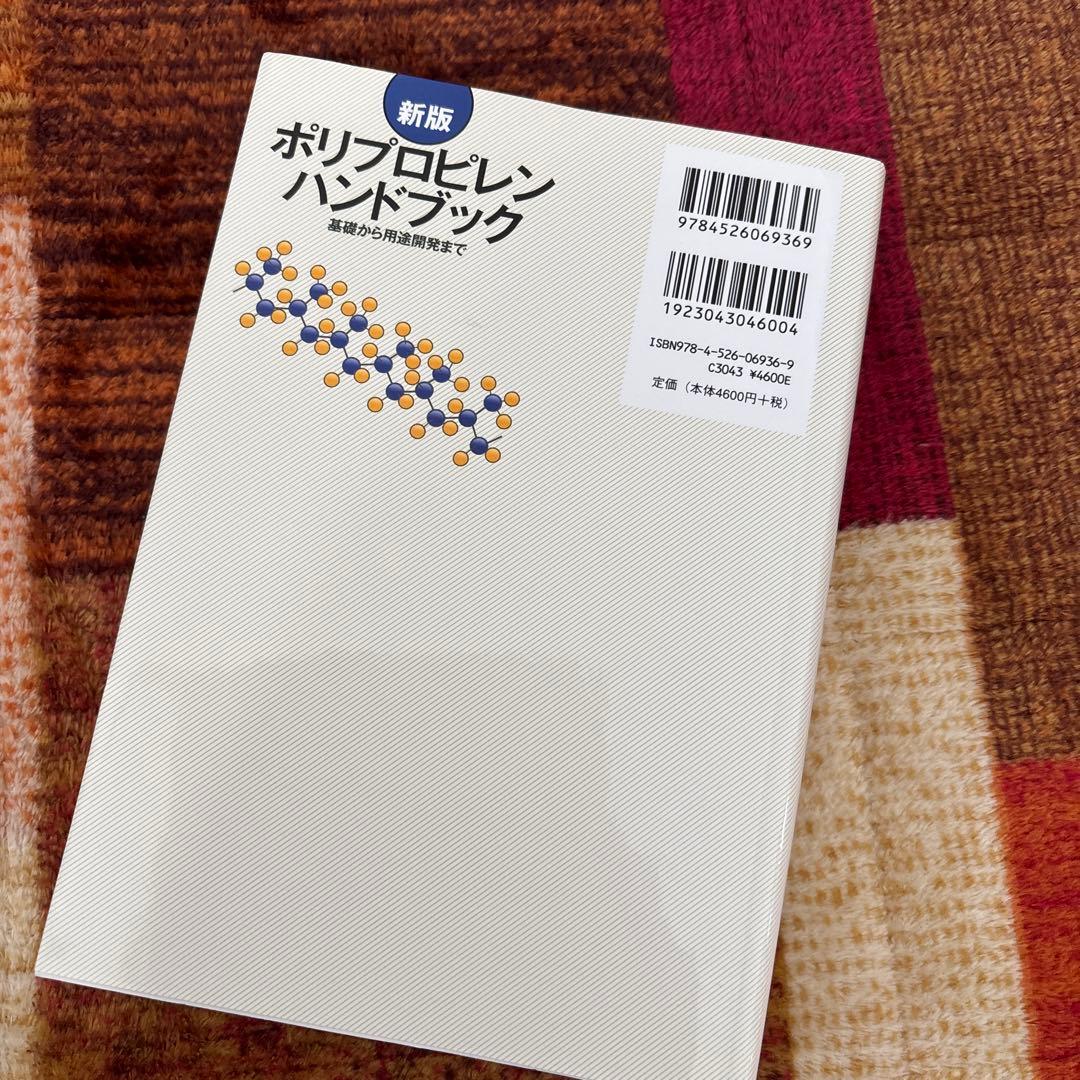 新版
ポリプロピレン
ハンドブック
基礎から用途開発まで
9784526069369
1923043046004
ISBN978-4-526-06936-9
C3043 ¥4600E
定価（本体4600円＋税）